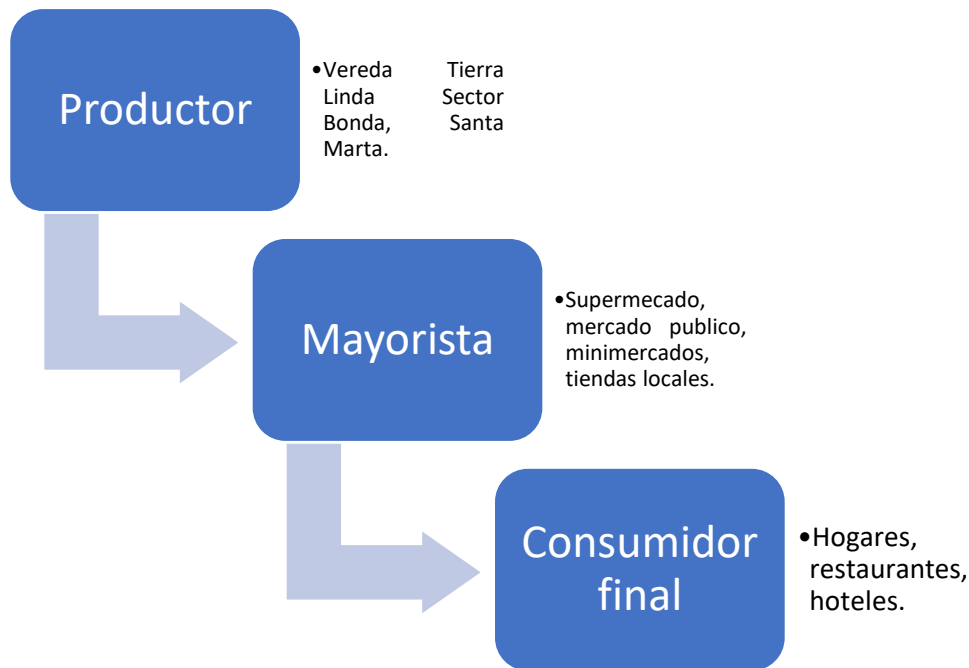 Productor
•Vereda Tierra
Linda Sector
Bonda, Santa
Marta.
Mayorista
•Supermecado,
mercado publico,
minimercados,
tiendas locales.
Consumidor
final
•Hogares,
restaurantes,
hoteles.